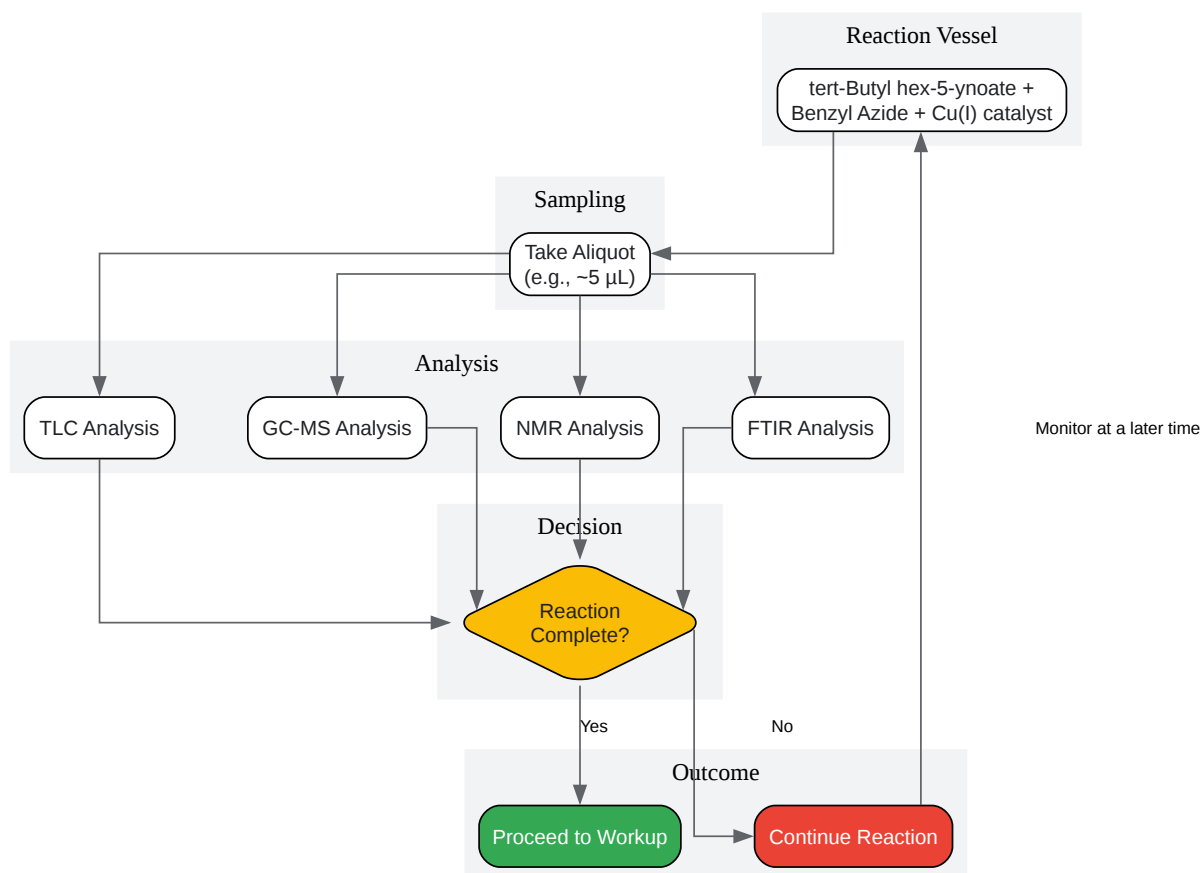 Reaction Vessel
tert-Butyl hex-5-ynoate +
Benzyl Azide + Cu(I) catalyst
Sampling
Take Aliquot
(e.g., ~5 µL)
Analysis
TLC Analysis
GC-MS Analysis
NMR Analysis
FTIR Analysis
Monitor at a later time
Decision
Reaction
Complete?
Yes
No
Outcome
Proceed to Workup
Continue Reaction